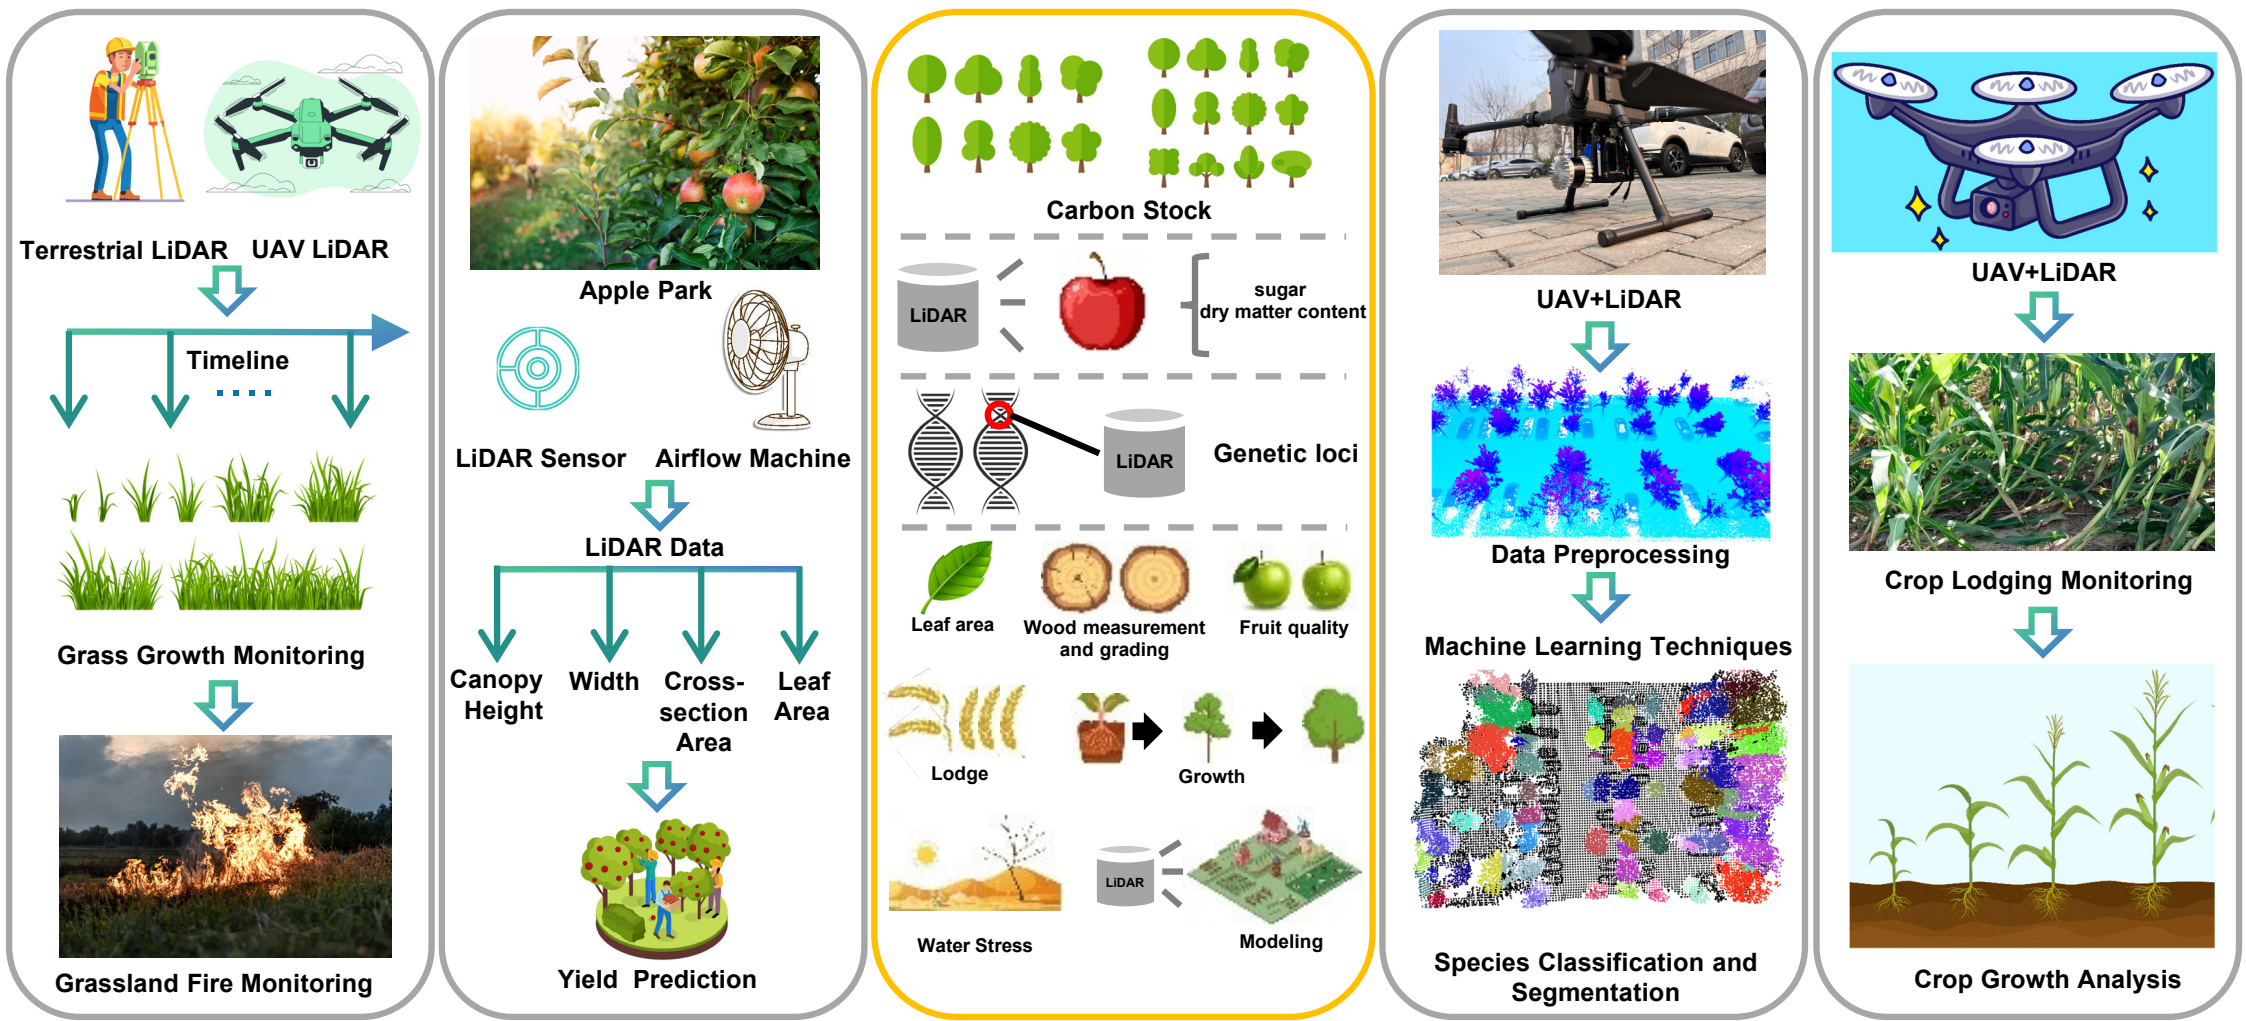 Terrestrial LiDAR
UAV LiDAR
Timeline
Grass Growth Monitoring
Grassland Fire Monitoring
Apple Park
LiDAR Sensor
Airflow Machine
LiDAR Data
Canopy
Height
Width
Cross-
section
Area
Leaf
Area
Yield Prediction
Carbon Stock
LiDAR
sugar
dry matter content
LiDAR
Genetic loci
Leaf area
Wood measurement
and grading
Fruit quality
Lodge
Growth
Water Stress
LiDAR
Modeling
UAV+LiDAR
Data Preprocessing
Machine Learning Techniques
Species Classification and
Segmentation
UAV+LiDAR
Crop Lodging Monitoring
Crop Growth Analysis